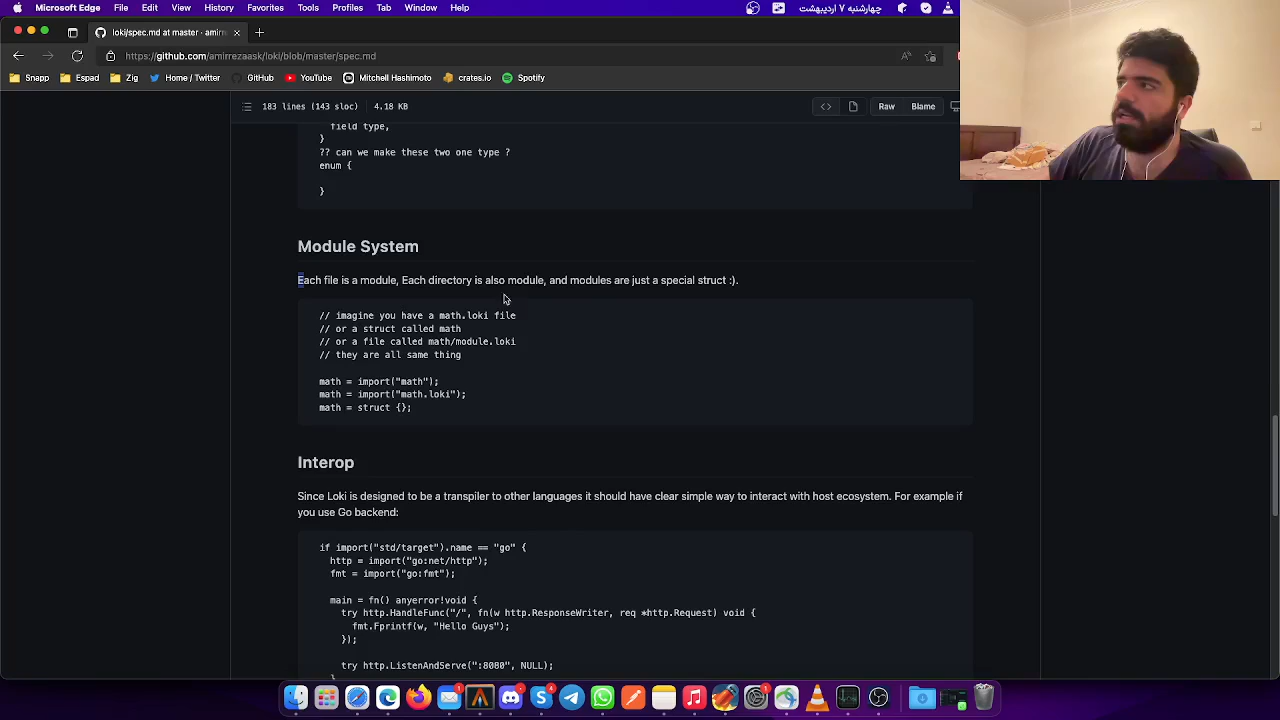 Microsoft Edge File Edit View History Favorites Tools Profiles Tab Window Help چهارشنبه ۷ اردیبهشت
loki/spec.md at master · amirre
https://github.com/amirrezaask/loki/blob/master/spec.md
Snapp Espad Zig Home / Twitter GitHub YouTube Mitchell Hashimoto crates.io Spotify
183 lines (143 sloc) 4.18 KB Raw Blame
field type,
}
?? can we make these two one type ?
enum {
}
Module System
Each file is a module, Each directory is also module, and modules are just a special struct :).
// imagine you have a math.loki file
// or a struct called math
// or a file called math/module.loki
// they are all same thing
math = import("math");
math = import("math.loki");
math = struct {};
Interop
Since Loki is designed to be a transpiler to other languages it should have clear simple way to interact with host ecosystem. For example if
you use Go backend:
if import("std/target").name == "go" {
http = import("go:net/http");
fmt = import("go:fmt");
main = fn() anyerror!void {
try http.HandleFunc("/", fn(w http.ResponseWriter, req *http.Request) void {
fmt.Fprintf(w, "Hello Guys");
});
try http.ListenAndServe(":8080", NULL);
}